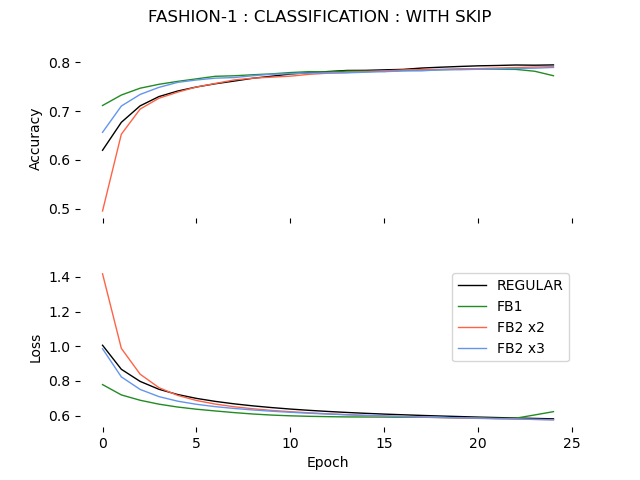 FASHION-1 : CLASSIFICATION : WITH SKIP
0.8
0.7
0.6
0.5
Accuracy
1.4
1.2
1.0
0.8
0.6
Loss
REGULAR
FB1
FB2 x2
FB2 x3
0 5 10 15 20 25
Epoch